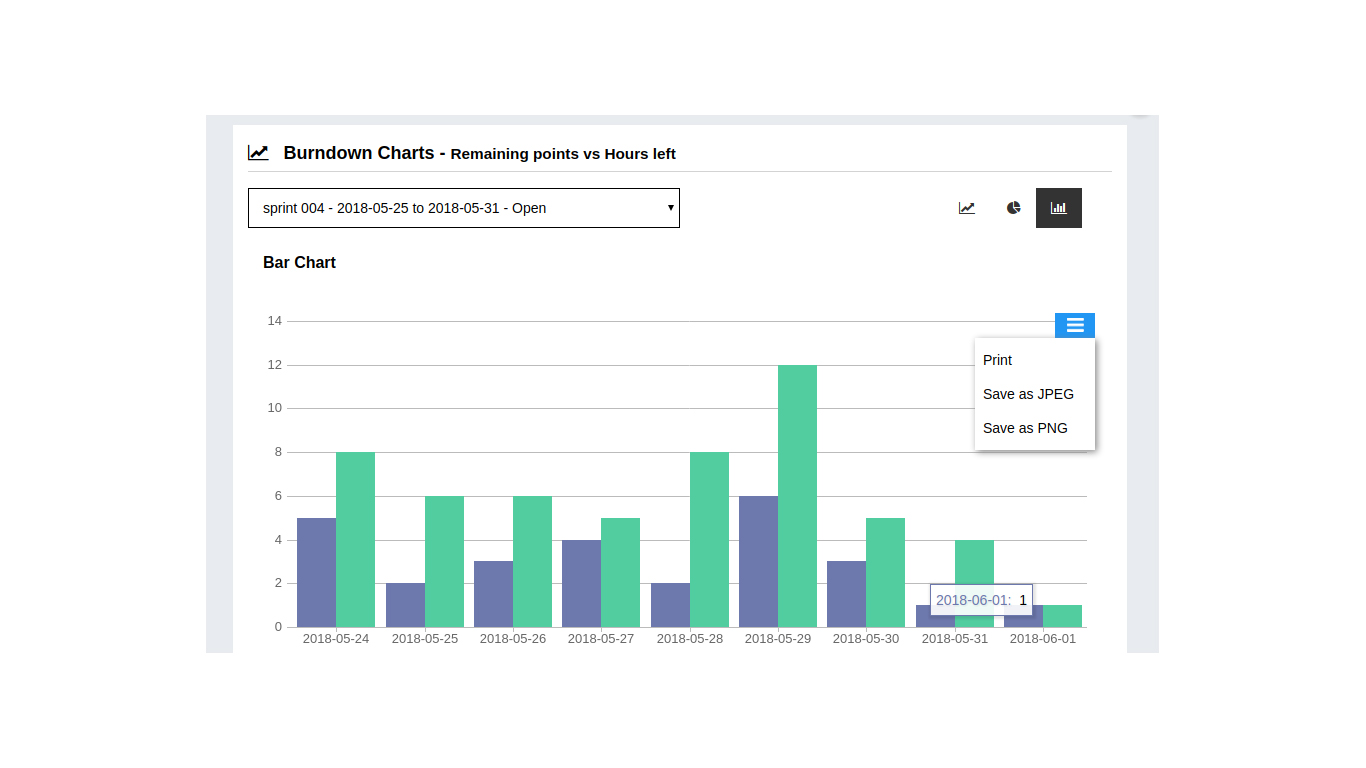 Burndown Charts - Remaining points vs Hours left
sprint 004 - 2018-05-25 to 2018-05-31 - Open
Bar Chart
14
12
10
8
6
4
2
0
Print
Save as JPEG
Save as PNG
2018-06-01: 1
2018-05-24 2018-05-25 2018-05-26 2018-05-27 2018-05-28 2018-05-29 2018-05-30 2018-05-31 2018-06-01